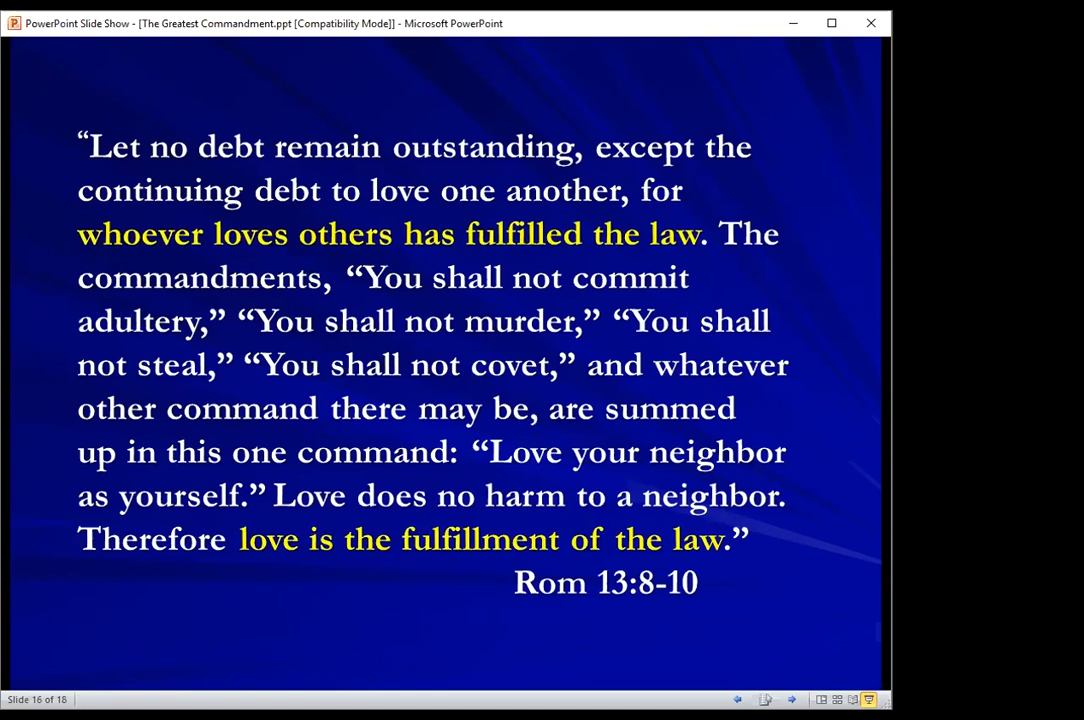 PowerPoint Slide Show - [The Greatest Commandment.ppt [Compatibility Mode]] - Microsoft PowerPoint
“Let no debt remain outstanding, except the
continuing debt to love one another, for
whoever loves others has fulfilled the law. The
commandments, “You shall not commit
adultery,” “You shall not murder,” “You shall
not steal,” “You shall not covet,” and whatever
other command there may be, are summed
up in this one command: “Love your neighbor
as yourself.” Love does no harm to a neighbor.
Therefore love is the fulfillment of the law.”
Rom 13:8-10
Slide 16 of 18